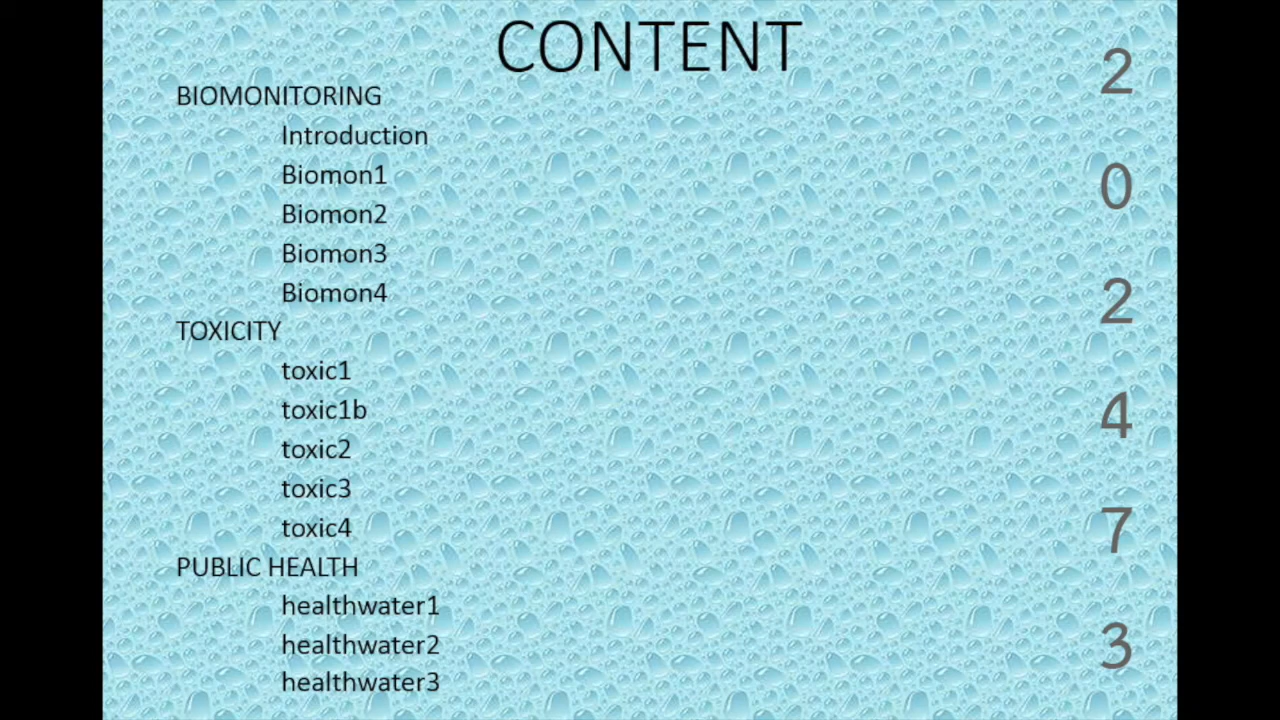 CONTENT
BIOMONITORING
Introduction
Biomon1
Biomon2
Biomon3
Biomon4
TOXICITY
toxic1
toxic1b
toxic2
toxic3
toxic4
PUBLIC HEALTH
healthwater1
healthwater2
healthwater3
2
0
2
4
7
3